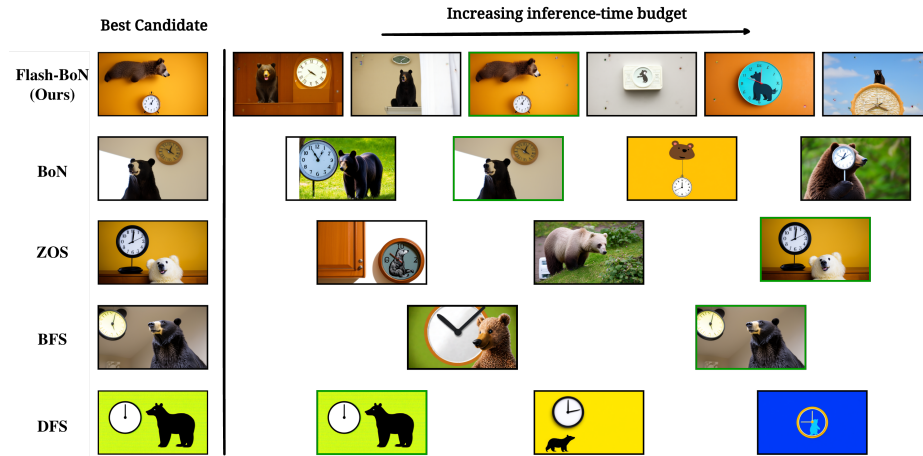 Increasing inference-time budget
Best Candidate
Flash-BoN
(Ours)
BoN
ZOS
BFS
DFS